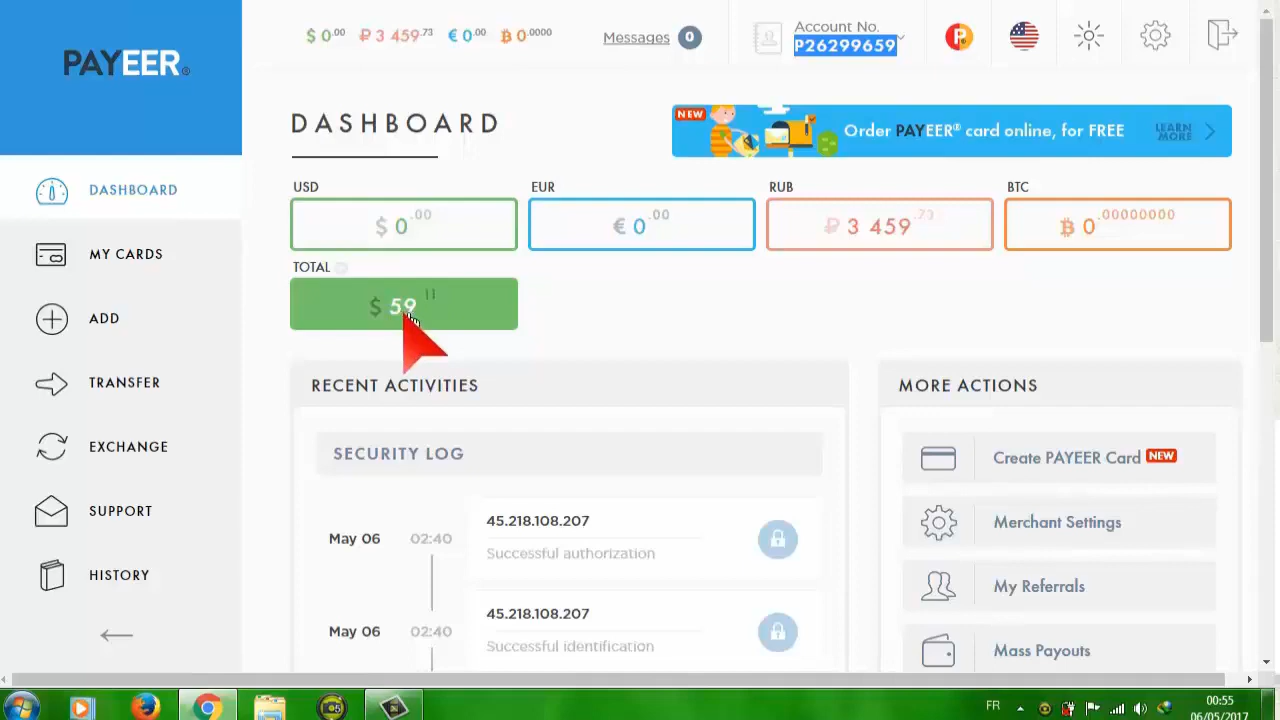 PAYEER®
$ 0.00 ₽ 3 459.73 € 0.00 ₿ 0.0000
Messages 0
Account No.
P26299659
DASHBOARD
NEW
Order PAYEER® card online, for FREE
LEARN MORE
DASHBOARD
MY CARDS
ADD
TRANSFER
EXCHANGE
SUPPORT
HISTORY
USD EUR RUB BTC
$ 0.00 € 0.00 ₽ 3 459.73 ₿ 0.00000000
TOTAL
$ 59.11
RECENT ACTIVITIES
SECURITY LOG
May 06 02:40
45.218.108.207
Successful authorization
May 06 02:40
45.218.108.207
Successful identification
MORE ACTIONS
Create PAYEER Card NEW
Merchant Settings
My Referrals
Mass Payouts
FR
00:55
06/05/2017